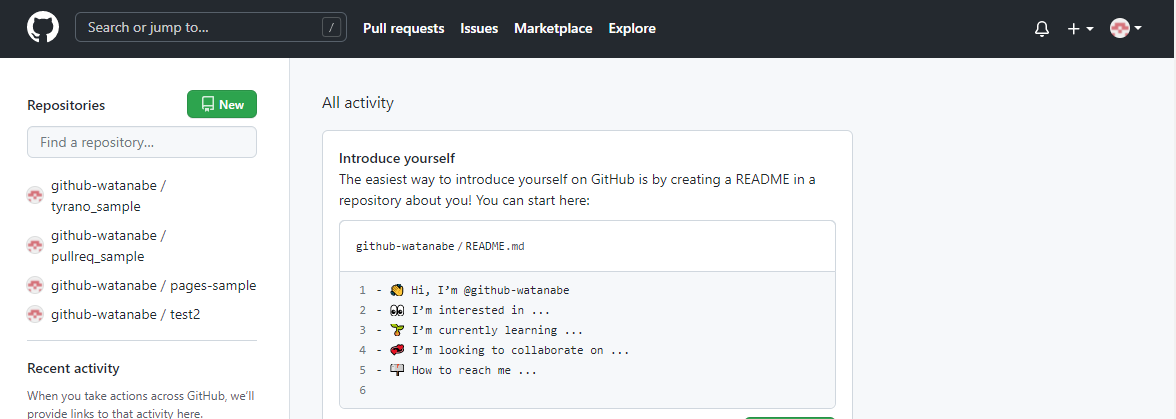 Search or jump to...
/
Pull requests
Issues
Marketplace
Explore
Repositories
New
Find a repository...
github-watanabe /
tyrano_sample
github-watanabe /
pullreq_sample
github-watanabe / pages-sample
github-watanabe / test2
Recent activity
When you take actions across GitHub, we'll
provide links to that activity here.
All activity
Introduce yourself
The easiest way to introduce yourself on GitHub is by creating a README in a
repository about you! You can start here:
github-watanabe / README.md
1 - 👋 Hi, I'm @github-watanabe
2 - 👀 I'm interested in ...
3 - 🌱 I'm currently learning ...
4 - 💞️ I'm looking to collaborate on ...
5 - 📫 How to reach me ...
6